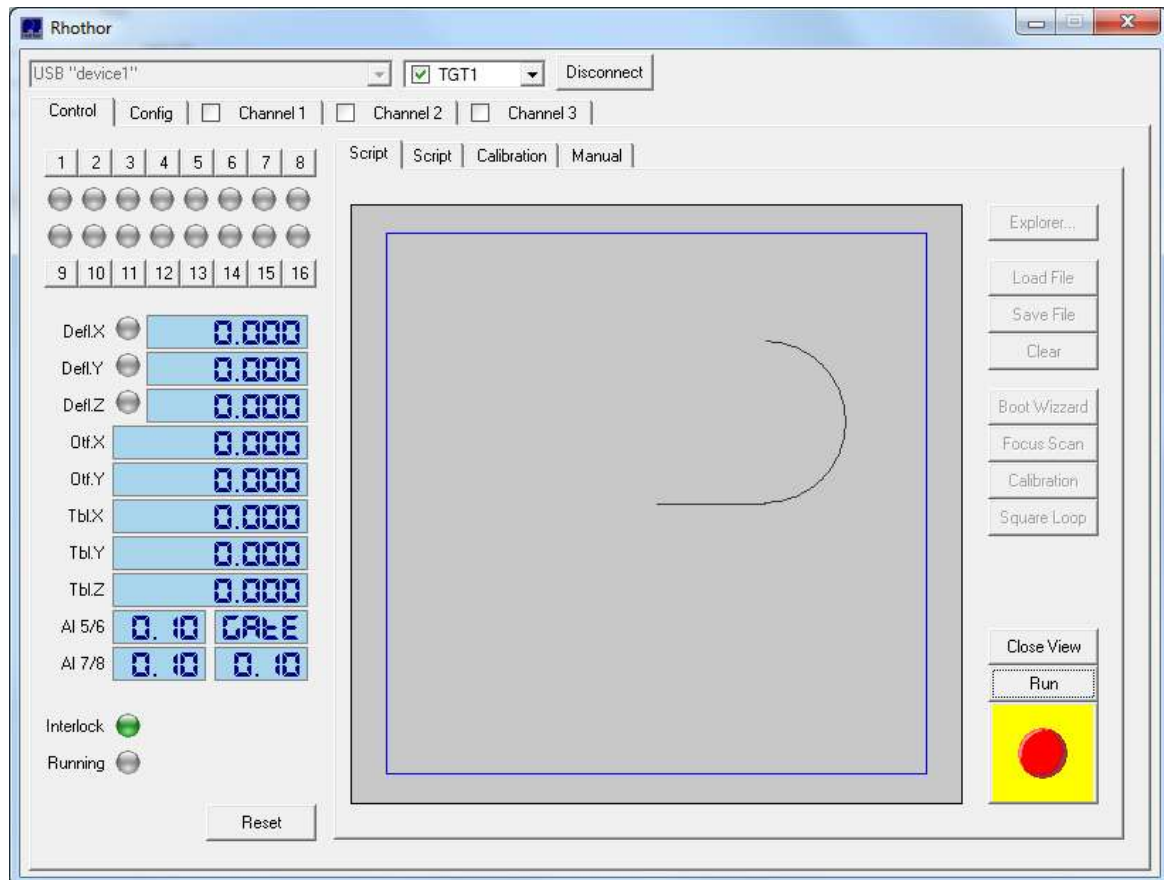 Rhothor
USB "device1" TGT1 Disconnect
Control Config Channel 1 Channel 2 Channel 3
Script Script Calibration Manual
1 2 3 4 5 6 7 8
9 10 11 12 13 14 15 16
Defl.X 0.000
Defl.Y 0.000
Defl.Z 0.000
Otf.X 0.000
Otf.Y 0.000
Tbl.X 0.000
Tbl.Y 0.000
Tbl.Z 0.000
AI 5/6 0.10 GAtE
AI 7/8 0.10 0.10
Interlock
Running
Reset
Explorer...
Load File
Save File
Clear
Boot Wizzard
Focus Scan
Calibration
Square Loop
Close View
Run